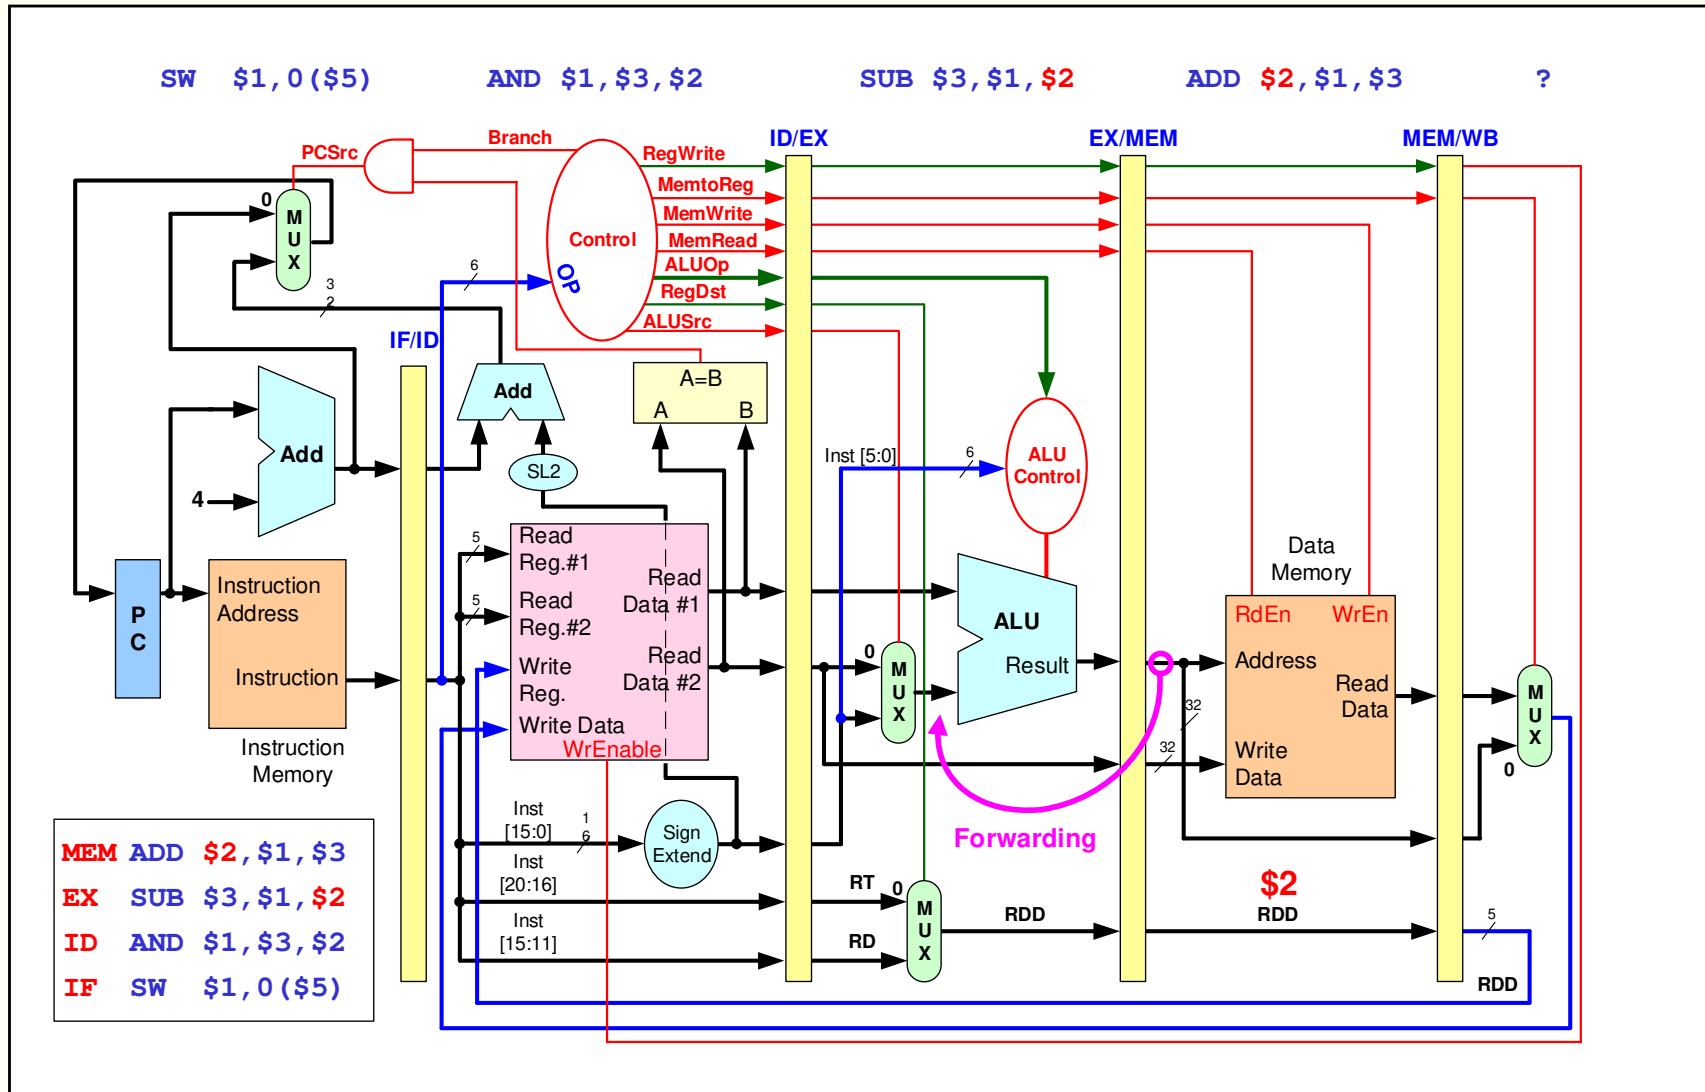 SW $1,0($5) AND $1,$3,$2 SUB $3,$1,$2 ADD $2,$1,$3 ?
ID/EX
EX/MEM
MEM/WB
Branch
PCSrc
RegWrite
MemtoReg
MemWrite
MemRead
ALUOp
RegDst
ALUSrc
Control
OP
6
0
MUX
3
2
IF/ID
Add
4
Add
SL2
A=B
A B
PC
Instruction
Address
Instruction
Instruction
Memory
5
Read
Reg.#1
5
Read
Reg.#2
Write
Reg.
Write Data
WrEnable
Read
Data #1
Read
Data #2
Inst
[15:0]
1
6
Sign
Extend
Inst
[20:16]
Inst
[15:11]
Inst [5:0]
6
ALU
Control
0
MUX
ALU
Result
Forwarding
RT
0
RD
MUX
RDD
$2
RDD
Data
Memory
RdEn WrEn
Address
Read
Data
Write
Data
32
32
MUX
0
5
RDD
MEM ADD $2,$1,$3
EX SUB $3,$1,$2
ID AND $1,$3,$2
IF SW $1,0($5)